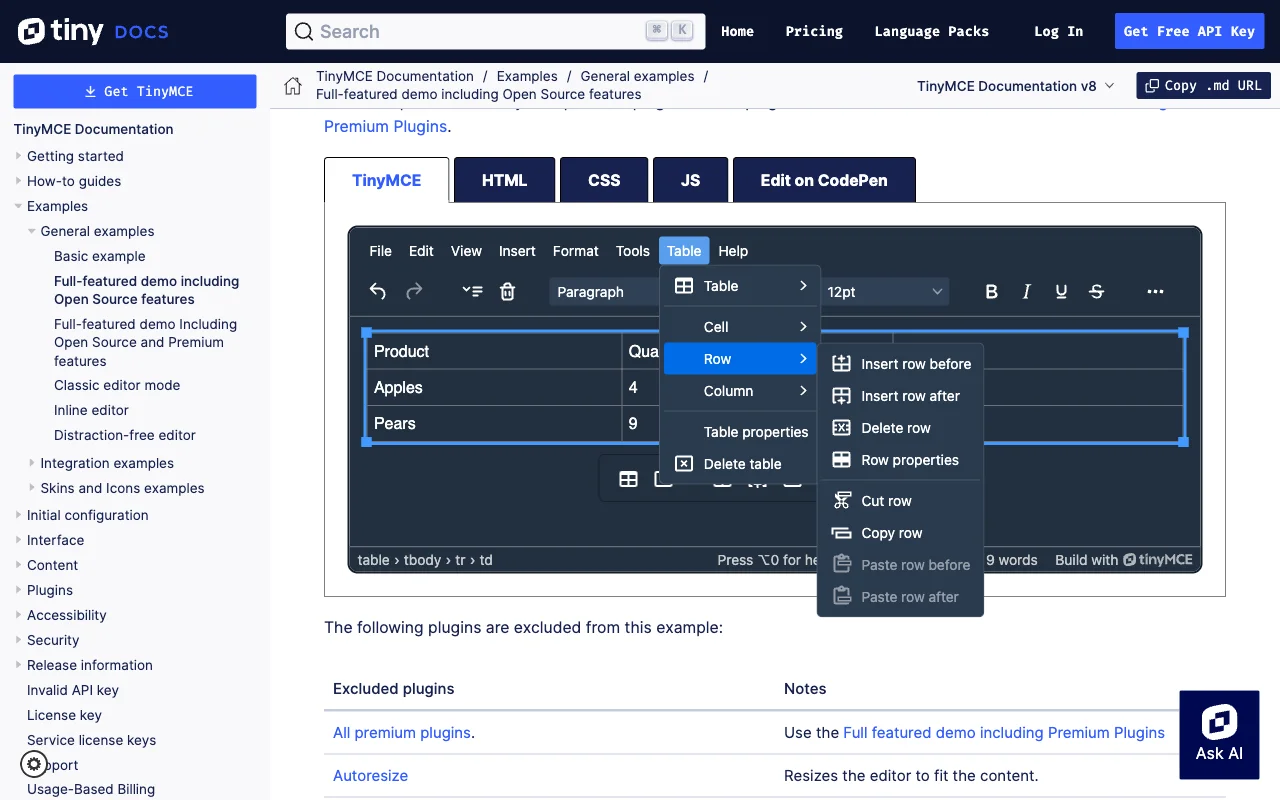 tiny DOCS
Search
⌘ K
Home
Pricing
Language Packs
Log In
Get Free API Key
Get TinyMCE
TinyMCE Documentation / Examples / General examples /
Full-featured demo including Open Source features
TinyMCE Documentation v8
Copy .md URL
TinyMCE Documentation
Getting started
How-to guides
Examples
General examples
Basic example
Full-featured demo including
Open Source features
Full-featured demo Including
Open Source and Premium
features
Classic editor mode
Inline editor
Distraction-free editor
Integration examples
Skins and Icons examples
Initial configuration
Interface
Content
Plugins
Accessibility
Security
Release information
Invalid API key
License key
Service license keys
pport
Usage-Based Billing
Premium Plugins.
TinyMCE
HTML
CSS
JS
Edit on CodePen
File Edit View Insert Format Tools Table Help
Paragraph
12pt
B I U S
Product
Qua
Apples
4
Pears
9
Table
Cell
Row
Column
Table properties
Delete table
Insert row before
Insert row after
Delete row
Row properties
Cut row
Copy row
Paste row before
Paste row after
table › tbody › tr › td
Press ⌥0 for he
9 words
Build with tinyMCE
The following plugins are excluded from this example:
Excluded plugins
Notes
All premium plugins.
Use the Full featured demo including Premium Plugins
Autoresize
Resizes the editor to fit the content.
Ask AI